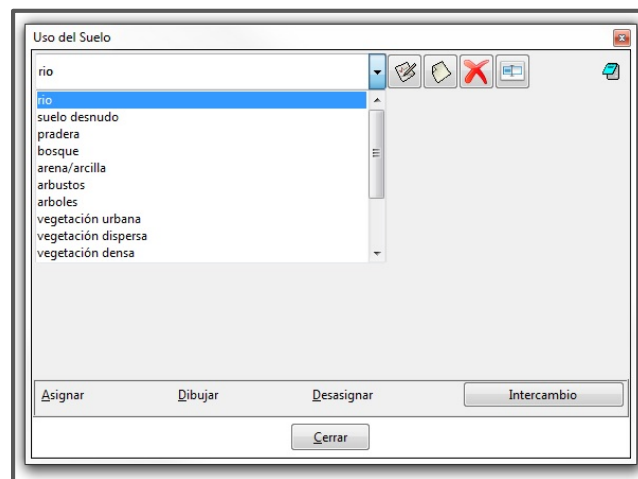 Uso del Suelo
rio
rio
suelo desnudo
pradera
bosque
arena/arcilla
arbustos
arboles
vegetación urbana
vegetación dispersa
vegetación densa
Asignar Dibujar Desasignar Intercambio
Cerrar